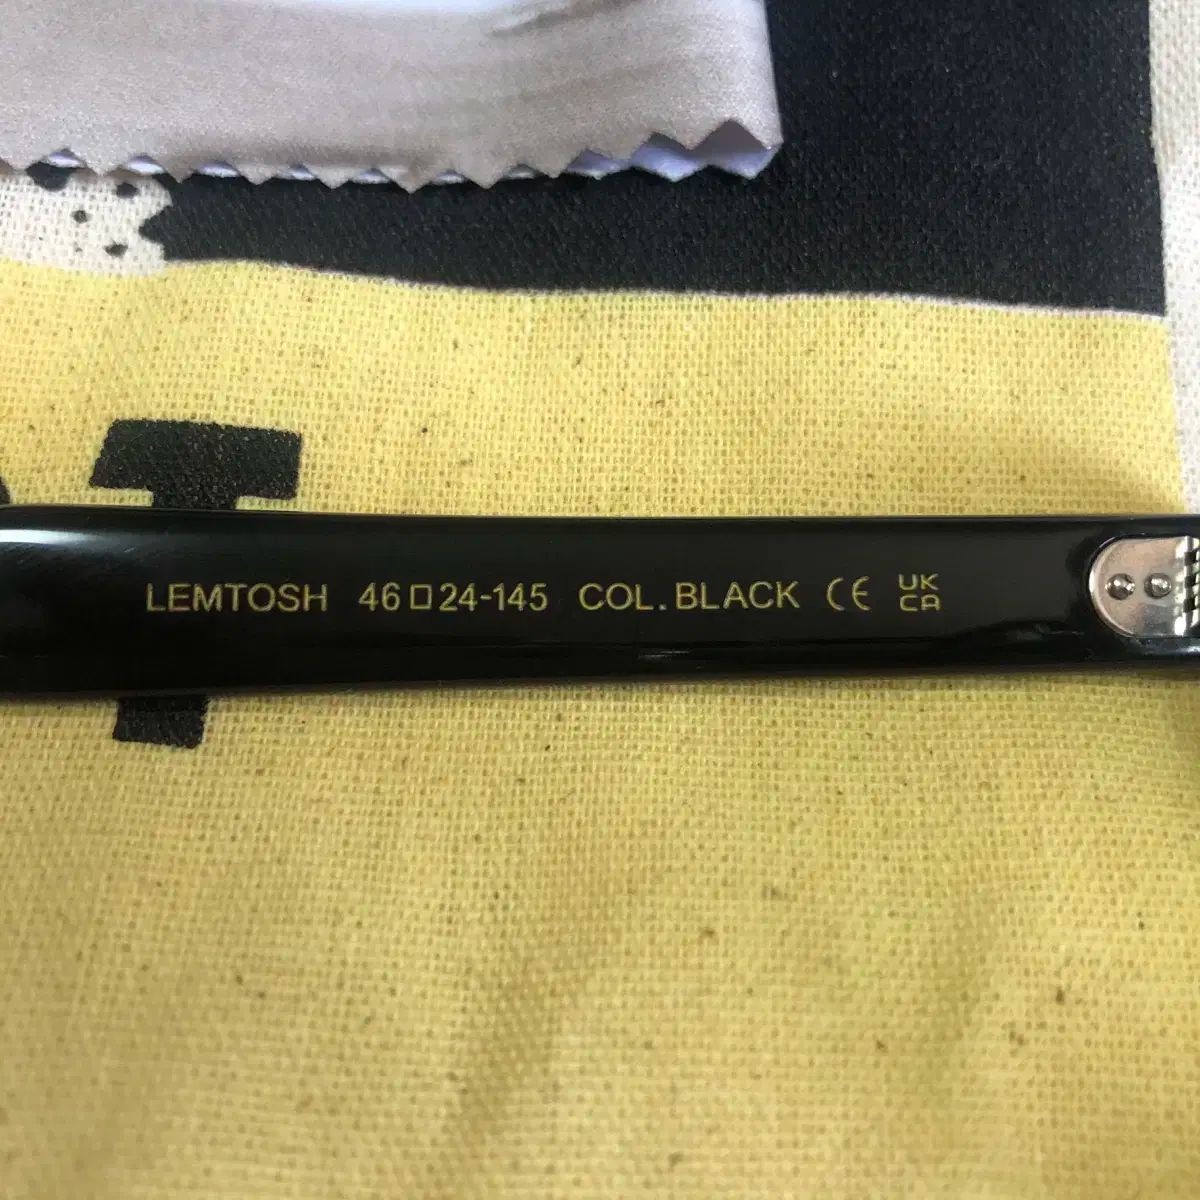 LEMTOSH 46□24-145 COL. BLACK CE UK
CA